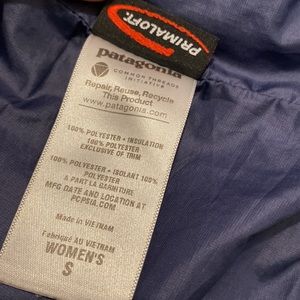 PRIMALOFT.
patagonia
COMMON THREADS
INITIATIVE
Repair, Reuse, Recycle
This Product
www.patagonia.com
100% POLYESTER • INSULATION
100% POLYESTER
EXCLUSIVE OF TRIM
100% POLYESTER • ISOLANT 100%
POLYESTER
À PART LA GARNITURE
MFG DATE AND LOCATION AT
PCPSIA.COM
Made in VIETNAM
Fabriqué AU VIETNAM
WOMEN'S
S